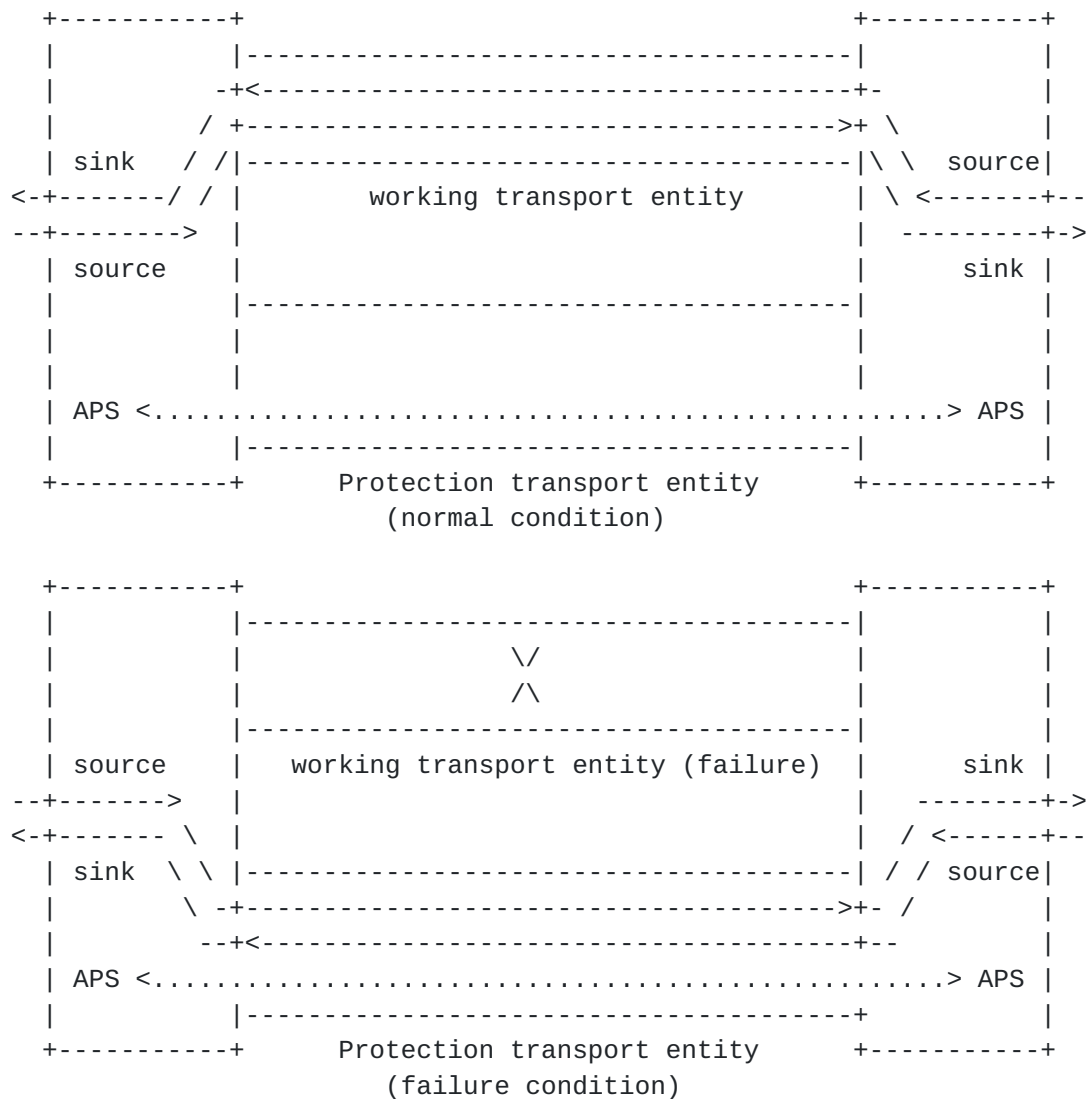 sink source
working transport entity
source sink
APS APS
Protection transport entity
(normal condition)
source working transport entity (failure) sink
sink source
APS APS
Protection transport entity
(failure condition)